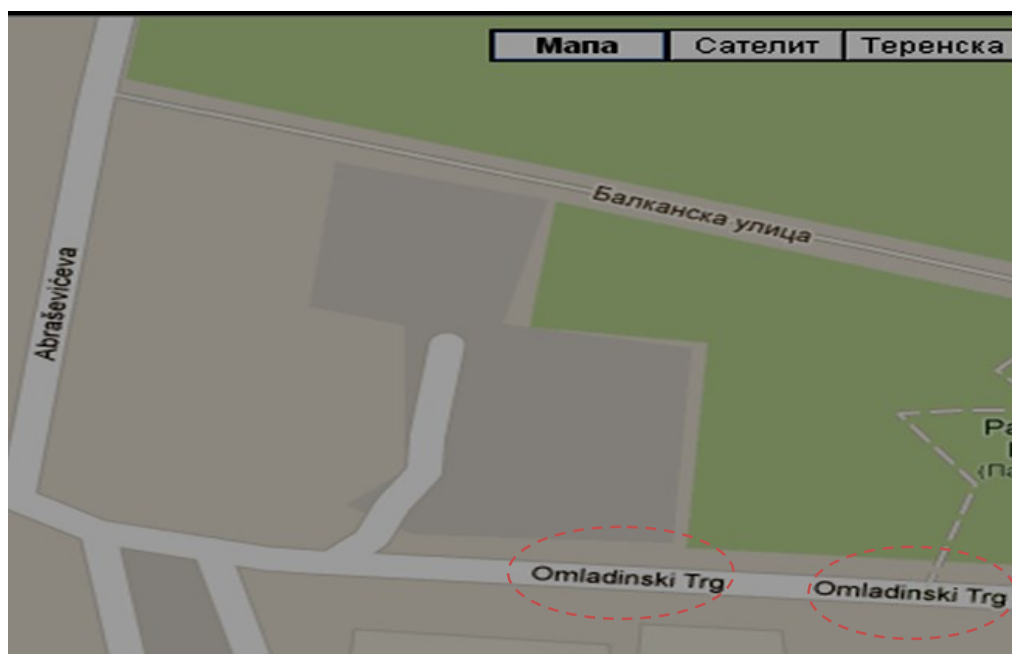 Мапа Сателит Теренска
Балканска улица
Abraševićeva
Omladinski Trg
Omladinski Trg